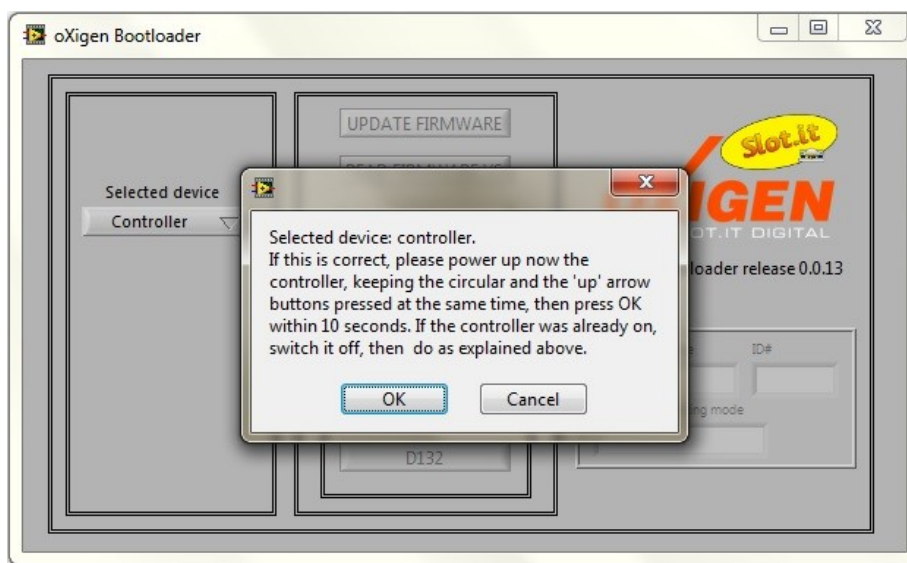 oXigen Bootloader
UPDATE FIRMWARE
Selected device
Controller
Slot.it
GEN
OT.IT DIGITAL
loader release 0.0.13
Selected device: controller.
If this is correct, please power up now the
controller, keeping the circular and the 'up' arrow
buttons pressed at the same time, then press OK
within 10 seconds. If the controller was already on,
switch it off, then do as explained above.
OK
Cancel
ID#
ing mode
D132